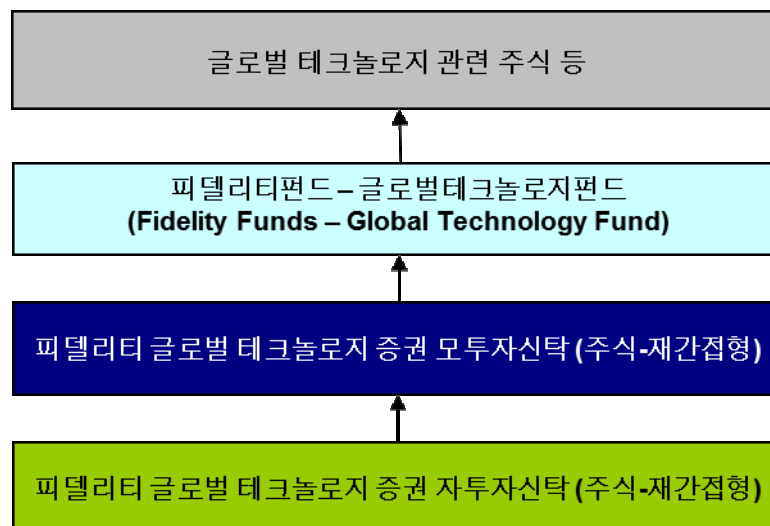 글로벌 테크놀로지 관련 주식 등
피델리티펀드 – 글로벌테크놀로지펀드
(Fidelity Funds – Global Technology Fund)
피델리티 글로벌 테크놀로지 증권 모투자신탁 (주식-재간접형)
피델리티 글로벌 테크놀로지 증권 자투자신탁 (주식-재간접형)